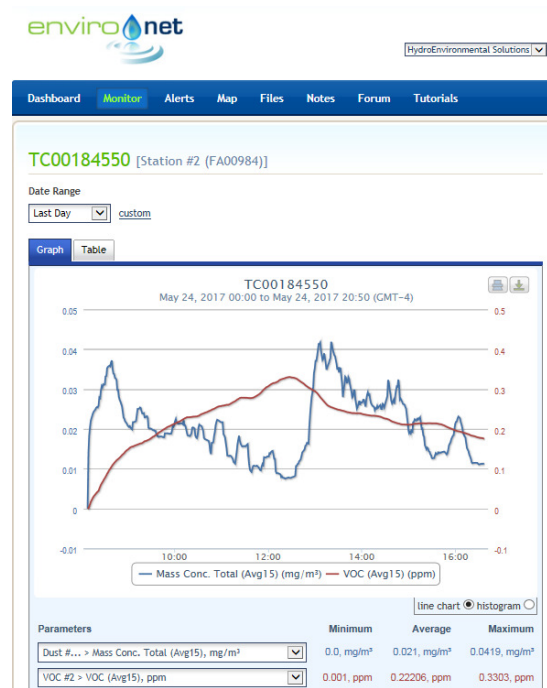 enviro net
HydroEnvironmental Solutions
Dashboard Monitor Alerts Map Files Notes Forum Tutorials
TC00184550 [Station #2 (FA00984)]
Date Range
Last Day custom
Graph Table
TC00184550
May 24, 2017 00:00 to May 24, 2017 20:50 (GMT-4)
0.05 0.5
0.04 0.4
0.03 0.3
0.02 0.2
0.01 0.1
0 0
-0.01 -0.1
10:00 12:00 14:00 16:00
Mass Conc. Total (Avg15) (mg/m³) VOC (Avg15) (ppm)
line chart histogram
Parameters Minimum Average Maximum
Dust #... > Mass Conc. Total (Avg15), mg/m³ 0.0, mg/m³ 0.021, mg/m³ 0.0419, mg/m³
VOC #2 > VOC (Avg15), ppm 0.001, ppm 0.22206, ppm 0.3303, ppm